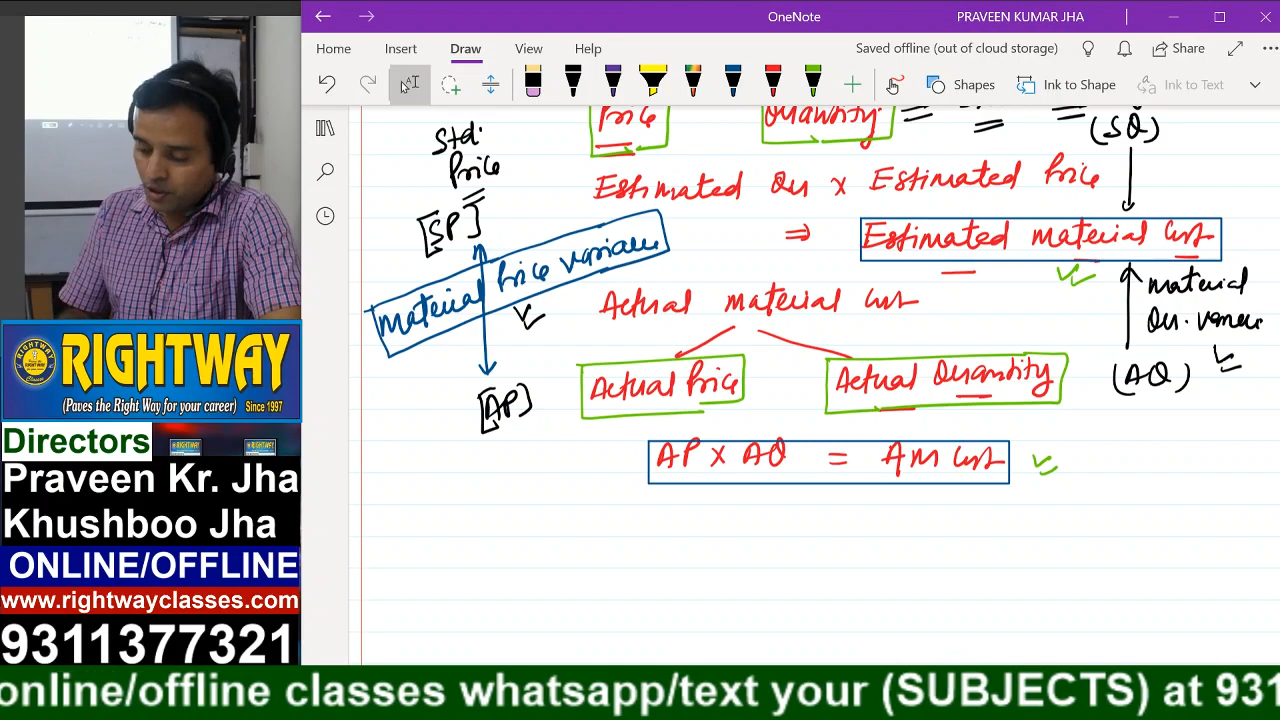 OneNote
PRAVEEN KUMAR JHA
Home
Insert
Draw
View
Help
Saved offline (out of cloud storage)
Share
Shapes
Ink to Shape
Ink to Text
Price
Quantity
(SQ)
Std.
Price
[SP]
Estimated Qu x Estimated Price
⇒ Estimated material Cost
Material Price variance
material
Qu. variance
Actual material Cost
Actual Price
Actual Quantity
(AQ)
[AP]
AP x AQ = AM Cost
RIGHTWAY
(Paves the Right Way for your career) Since 1997
Directors
Praveen Kr. Jha
Khushboo Jha
ONLINE/OFFLINE
www.rightwayclasses.com
9311377321
online/offline classes whatsapp/text your (SUBJECTS) at 931